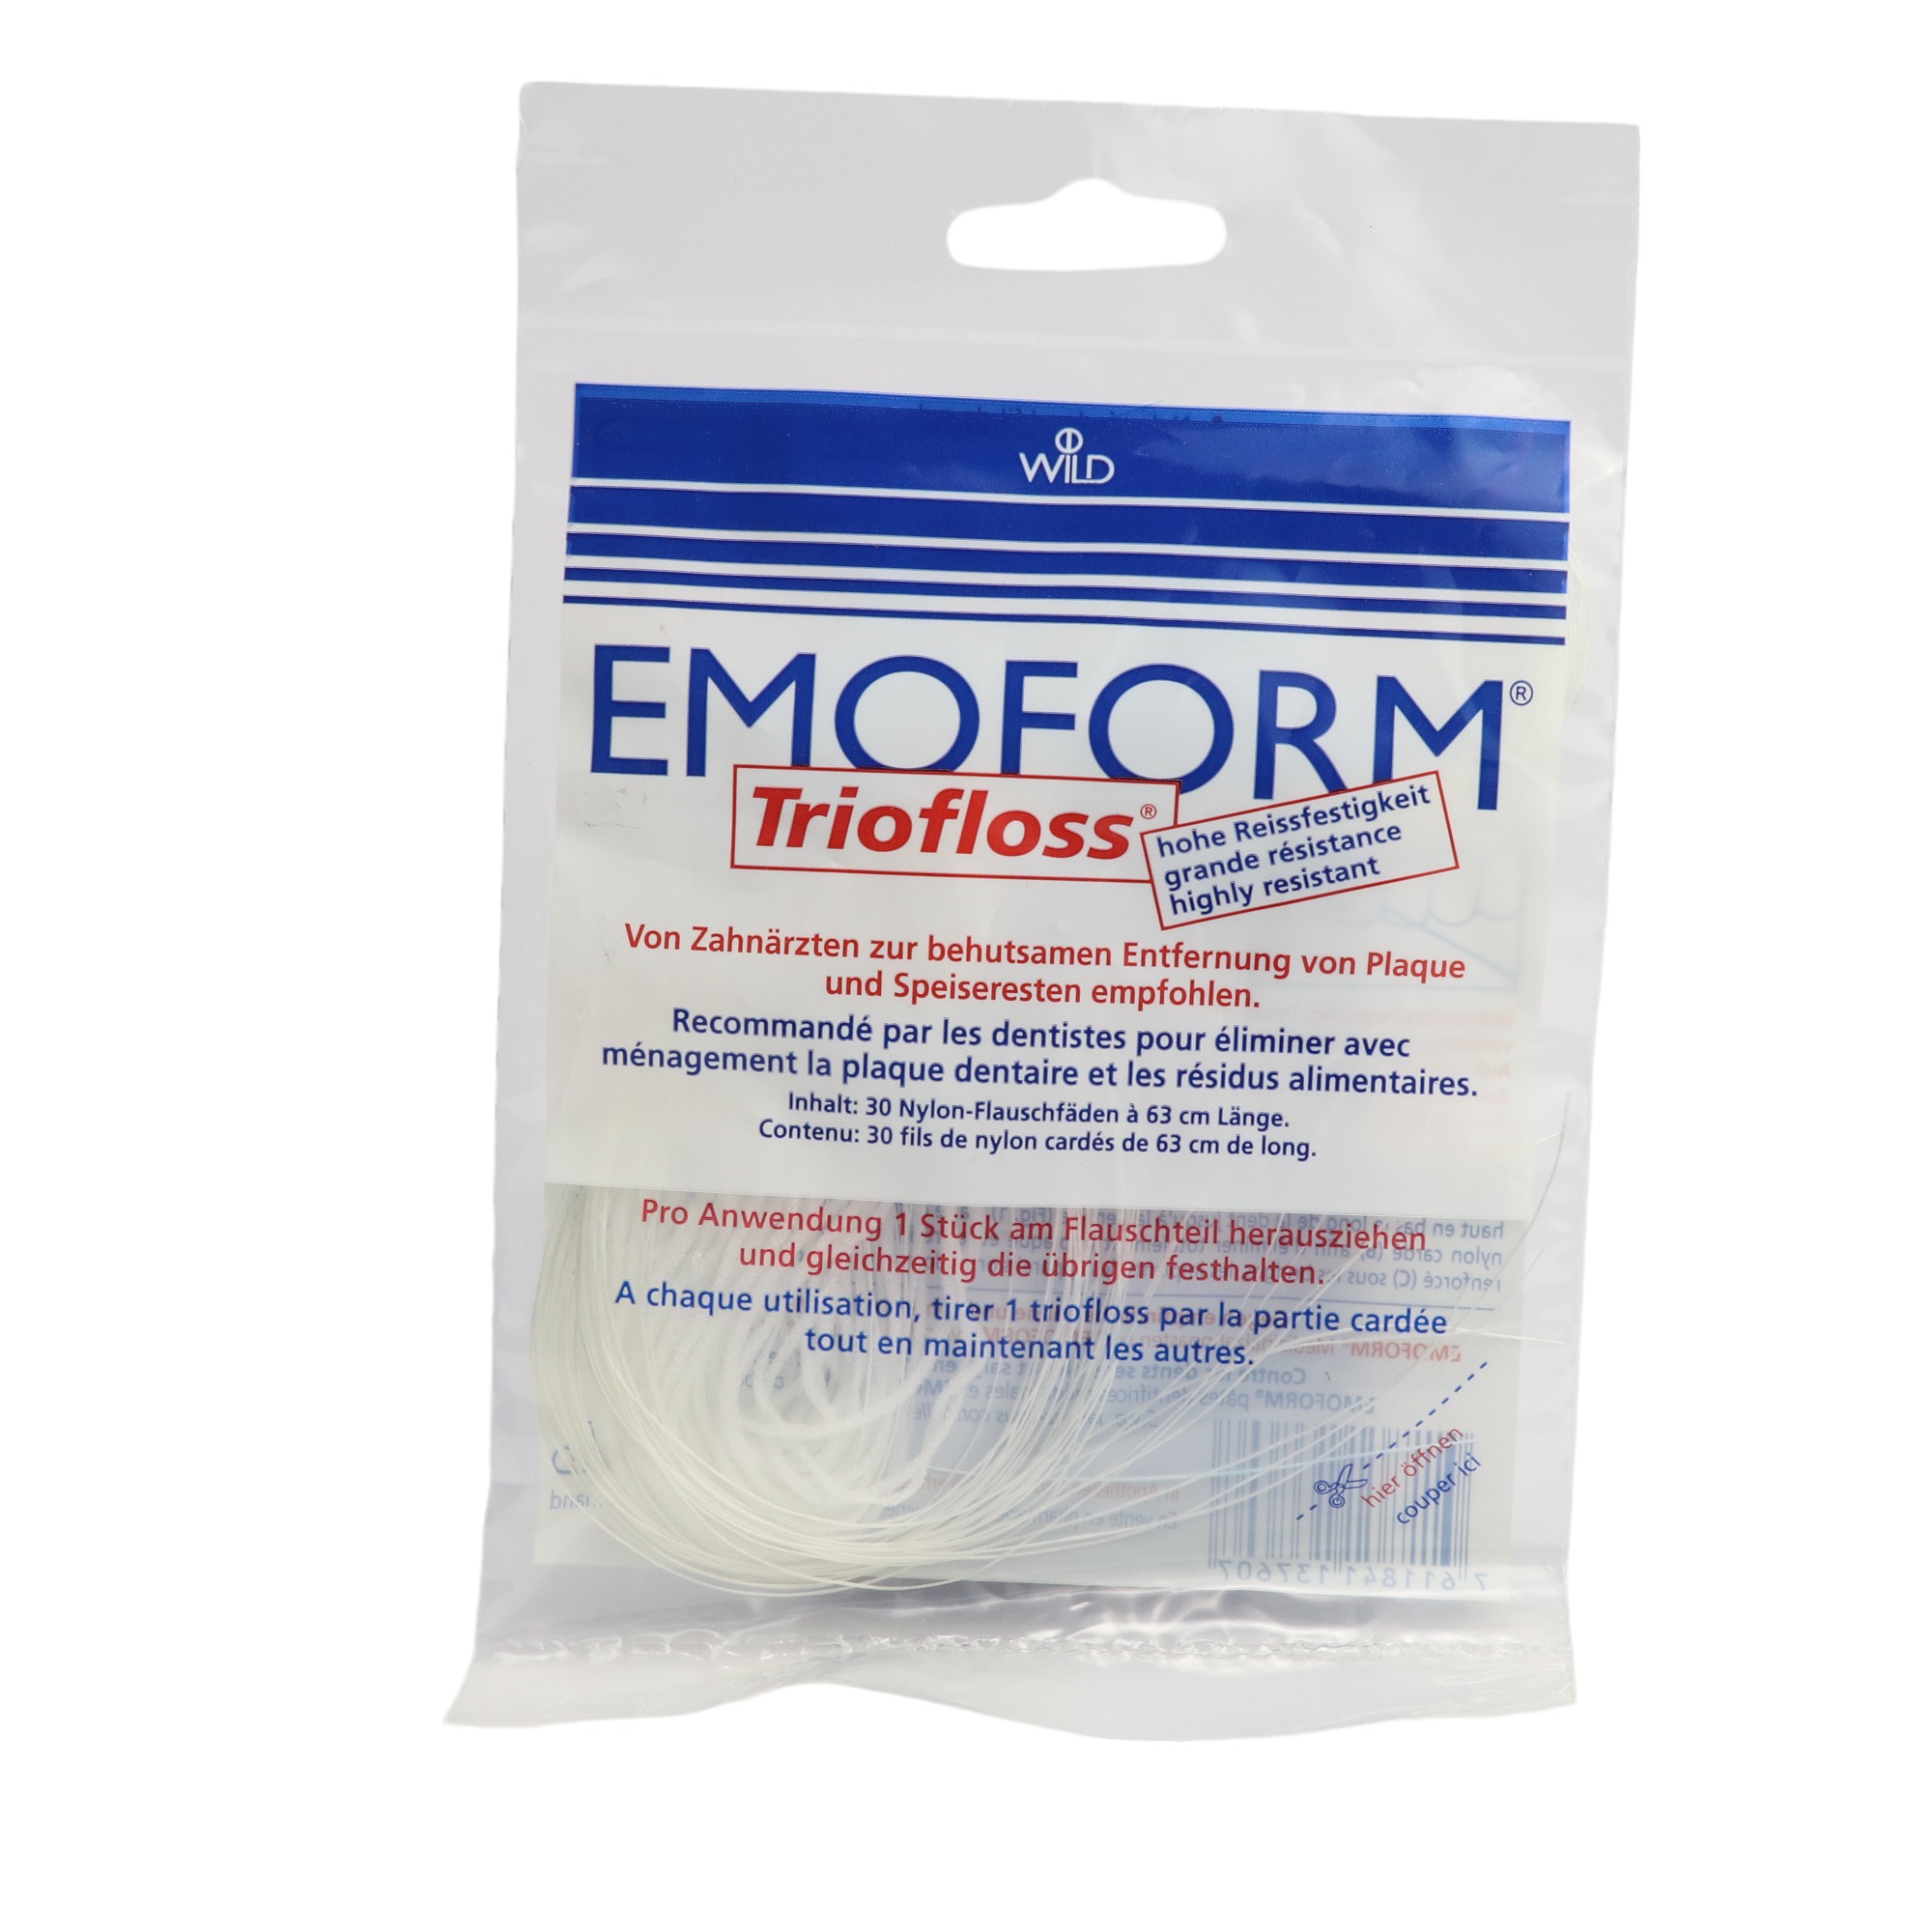 WILD
EMOFORM®
Triofloss®
hohe Reissfestigkeit
grande résistance
highly resistant
Von Zahnärzten zur behutsamen Entfernung von Plaque
und Speiseresten empfohlen.
Recommandé par les dentistes pour éliminer avec
ménagement la plaque dentaire et les résidus alimentaires.
Inhalt: 30 Nylon-Flauschfäden à 63 cm Länge.
Contenu: 30 fils de nylon cardés de 63 cm de long.
Pro Anwendung 1 Stück am Flauschteil herausziehen
und gleichzeitig die übrigen festhalten.
A chaque utilisation, tirer 1 triofloss par la partie cardée
tout en maintenant les autres.
hier öffnen
couper ici
7 611841 137607